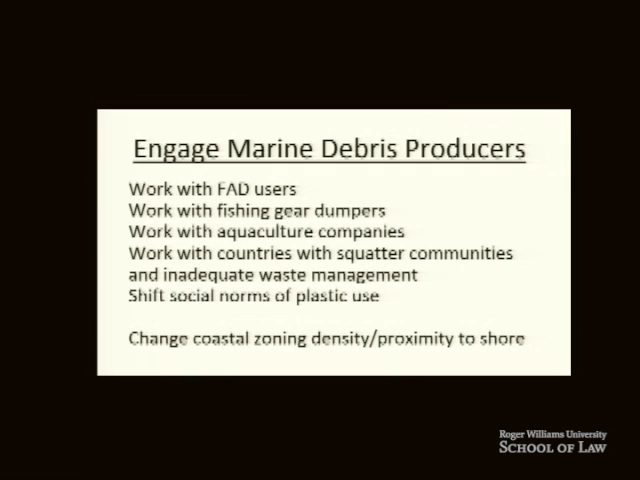 Engage Marine Debris Producers
Work with FAD users
Work with fishing gear dumpers
Work with aquaculture companies
Work with countries with squatter communities
and inadequate waste management
Shift social norms of plastic use
Change coastal zoning density/proximity to shore
Roger Williams University
SCHOOL OF LAW